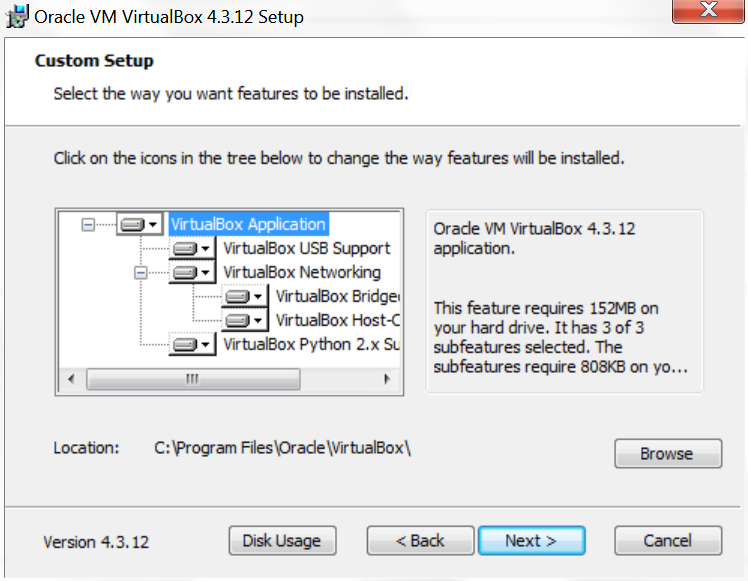 Oracle VM VirtualBox 4.3.12 Setup
Custom Setup
Select the way you want features to be installed.
Click on the icons in the tree below to change the way features will be installed.
VirtualBox Application
VirtualBox USB Support
VirtualBox Networking
VirtualBox Bridge
VirtualBox Host-C
VirtualBox Python 2.x Su
Oracle VM VirtualBox 4.3.12
application.
This feature requires 152MB on
your hard drive. It has 3 of 3
subfeatures selected. The
subfeatures require 808KB on yo...
Location: C:\Program Files\Oracle\VirtualBox\
Browse
Version 4.3.12
Disk Usage
< Back
Next >
Cancel